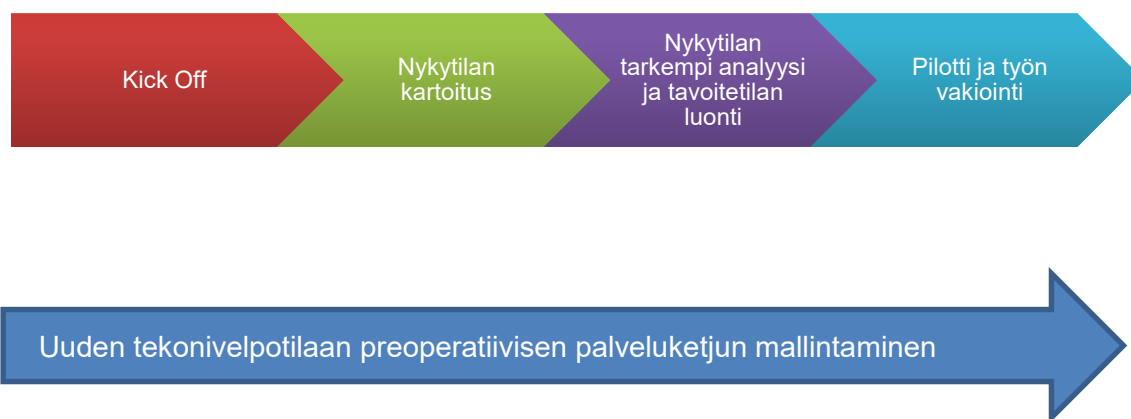 Kick Off
Nykytilan
kartoitus
Nykytilan
tarkempi analyysi
ja tavoitetilan
luonti
Pilotti ja työn
vakiointi
Uuden tekonivelpotilaan preoperatiivisen palveluketjun mallintaminen